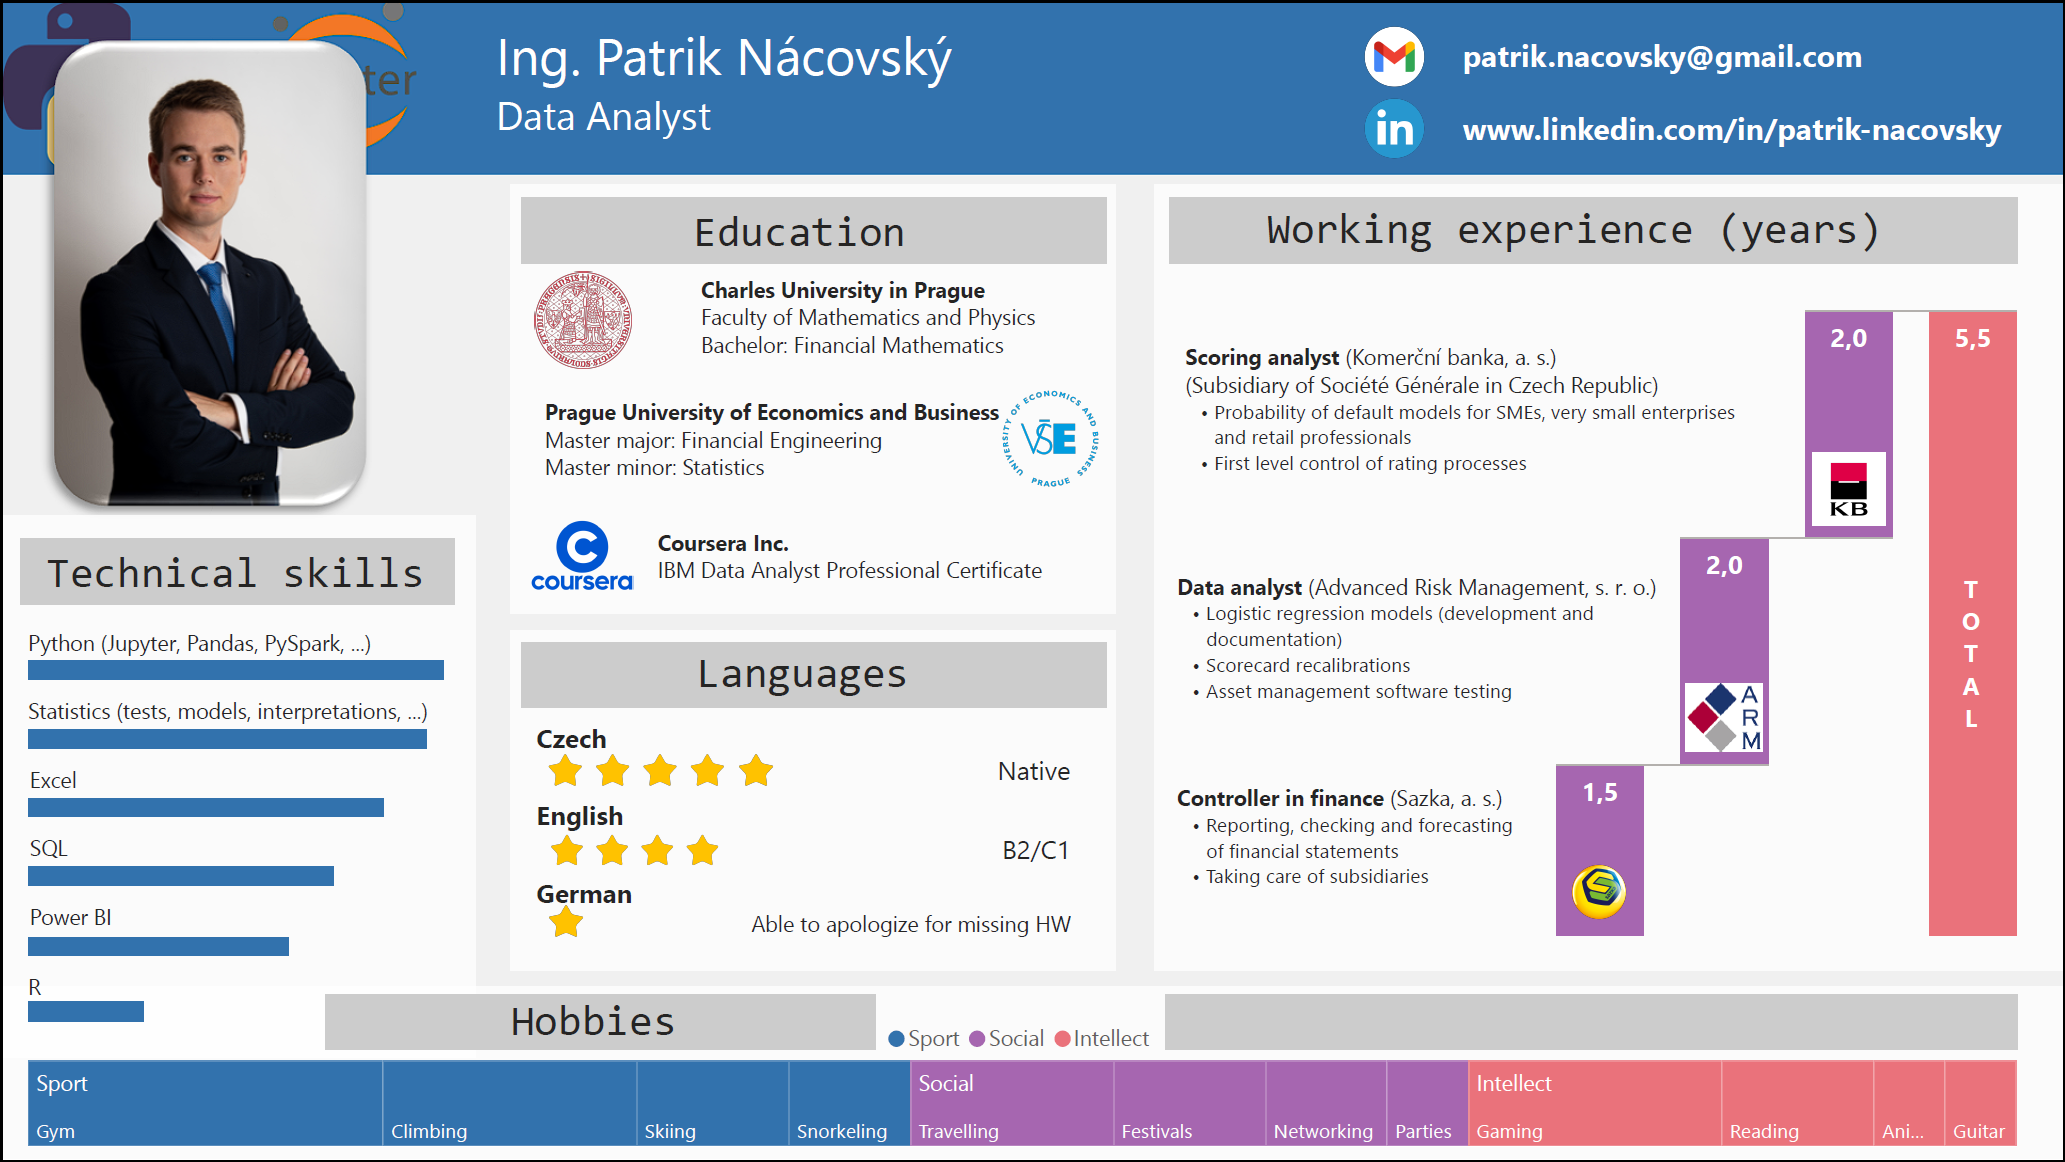 ter
Ing. Patrik Nácovský
Data Analyst
patrik.nacovsky@gmail.com
in
www.linkedin.com/in/patrik-nacovsky
Education
Charles University in Prague
Faculty of Mathematics and Physics
Bachelor: Financial Mathematics
Prague University of Economics and Business
Master major: Financial Engineering
Master minor: Statistics
UNIVERSITY OF ECONOMICS AND BUSINESS
VŠE
PRAGUE
coursera
Coursera Inc.
IBM Data Analyst Professional Certificate
Languages
Czech
Native
English
B2/C1
German
Able to apologize for missing HW
Working experience (years)
Scoring analyst (Komerční banka, a. s.)
(Subsidiary of Société Générale in Czech Republic)
• Probability of default models for SMEs, very small enterprises
and retail professionals
• First level control of rating processes
2,0
KB
Data analyst (Advanced Risk Management, s. r. o.)
• Logistic regression models (development and
documentation)
• Scorecard recalibrations
• Asset management software testing
2,0
ARM
Controller in finance (Sazka, a. s.)
• Reporting, checking and forecasting
of financial statements
• Taking care of subsidiaries
1,5
5,5
TOTAL
Technical skills
Python (Jupyter, Pandas, PySpark, ...)
Statistics (tests, models, interpretations, ...)
Excel
SQL
Power BI
R
Hobbies
Sport Social Intellect
Sport
Gym
Climbing
Skiing
Snorkeling
Social
Travelling
Festivals
Networking
Parties
Intellect
Gaming
Reading
Ani...
Guitar